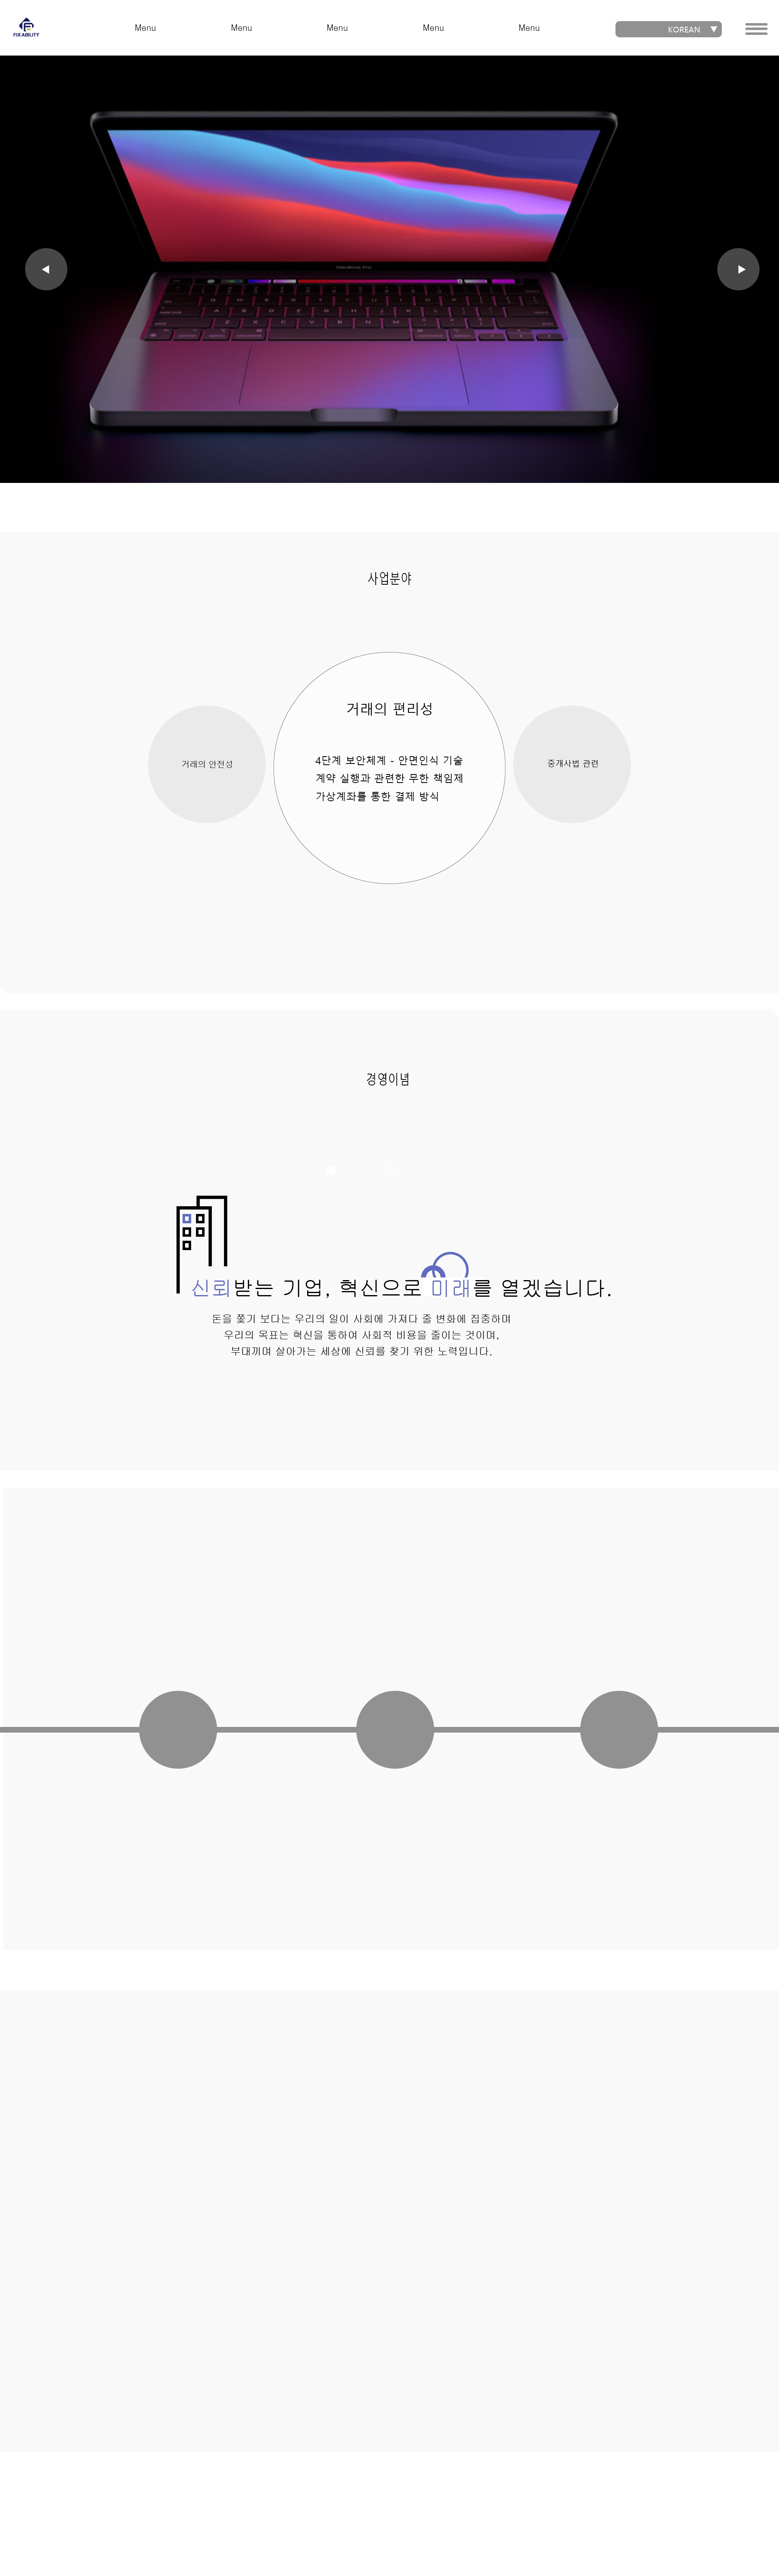 FIXABILITY
Menu
Menu
Menu
Menu
Menu
KOREAN
MacBook Pro
사업분야
거래의 안전성
거래의 편리성
4단계 보안체계 - 안면인식 기술
계약 실행과 관련한 무한 책임제
가상계좌를 통한 결제 방식
중개사법 관련
경영이념
신뢰받는 기업, 혁신으로 미래를 열겠습니다.
돈을 쫓기 보다는 우리의 일이 사회에 가져다 줄 변화에 집중하며
우리의 목표는 혁신을 통하여 사회적 비용을 줄이는 것이며,
부대끼며 살아가는 세상에 신뢰를 찾기 위한 노력입니다.